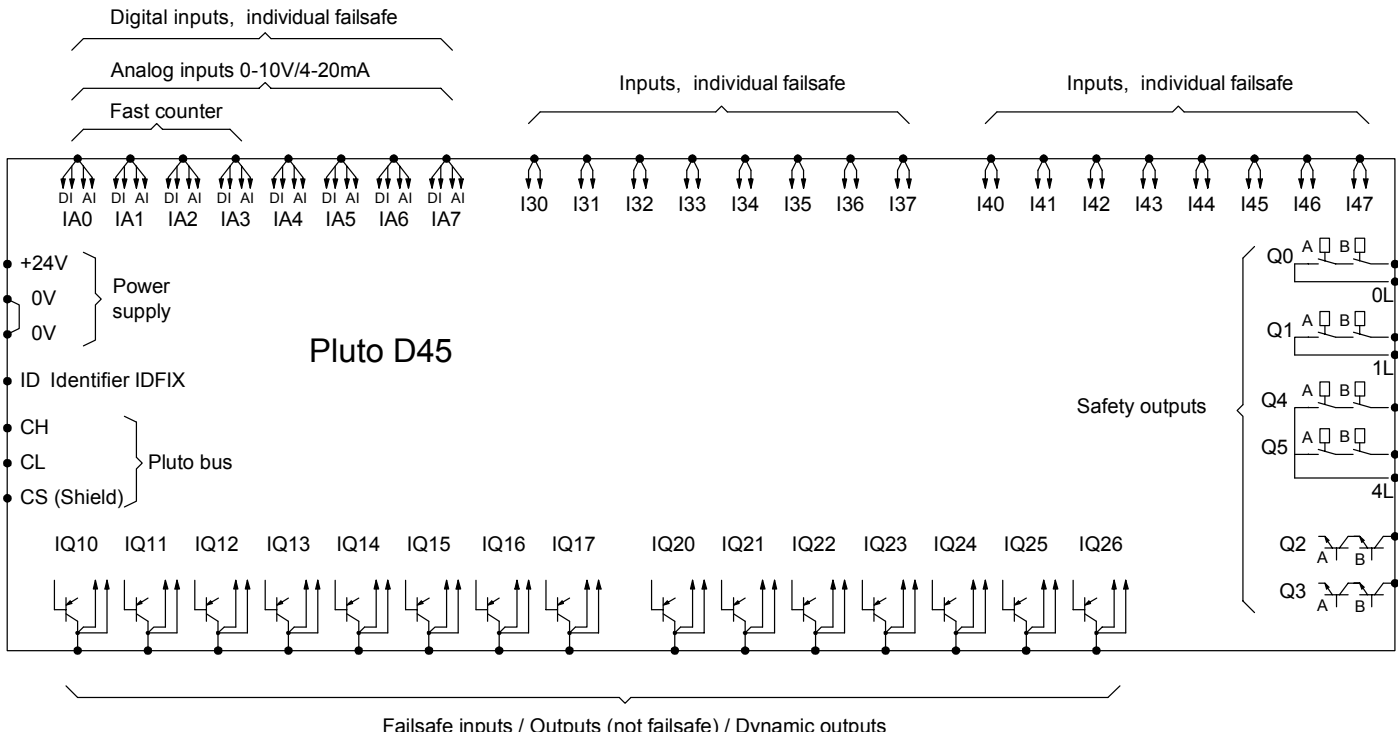 Digital inputs, individual failsafe
Analog inputs 0-10V/4-20mA
Fast counter
Inputs, individual failsafe
Inputs, individual failsafe
DI AI DI AI DI AI DI AI DI AI DI AI DI AI DI AI
IA0 IA1 IA2 IA3 IA4 IA5 IA6 IA7
I30 I31 I32 I33 I34 I35 I36 I37
I40 I41 I42 I43 I44 I45 I46 I47
+24V
0V
0V
Power
supply
ID Identifier IDFIX
CH
CL
CS (Shield)
Pluto bus
Pluto D45
Safety outputs
Q0 A B
0L
Q1 A B
1L
Q4 A B
Q5 A B
4L
Q2 A B
Q3 A B
IQ10 IQ11 IQ12 IQ13 IQ14 IQ15 IQ16 IQ17
IQ20 IQ21 IQ22 IQ23 IQ24 IQ25 IQ26
Failsafe inputs / Outputs (not failsafe) / Dynamic outputs